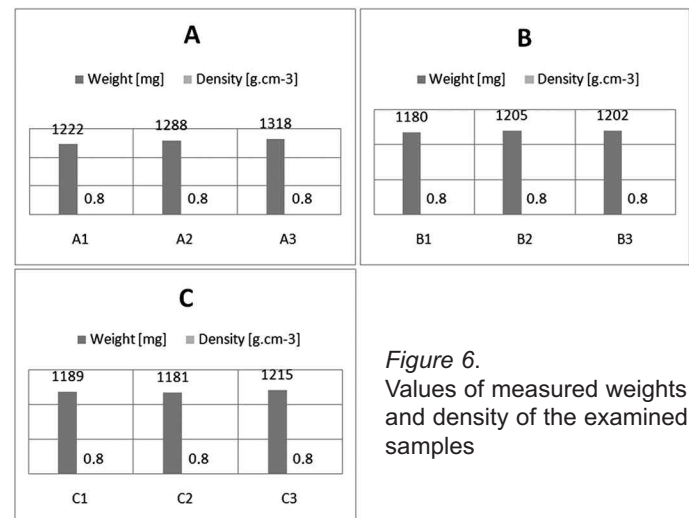 A
Weight [mg] Density [g.cm-3]
1222 1288 1318
0.8 0.8 0.8
A1 A2 A3
B
Weight [mg] Density [g.cm-3]
1180 1205 1202
0.8 0.8 0.8
B1 B2 B3
C
Weight [mg] Density [g.cm-3]
1189 1181 1215
0.8 0.8 0.8
C1 C2 C3
Figure 6.
Values of measured weights
and density of the examined
samples